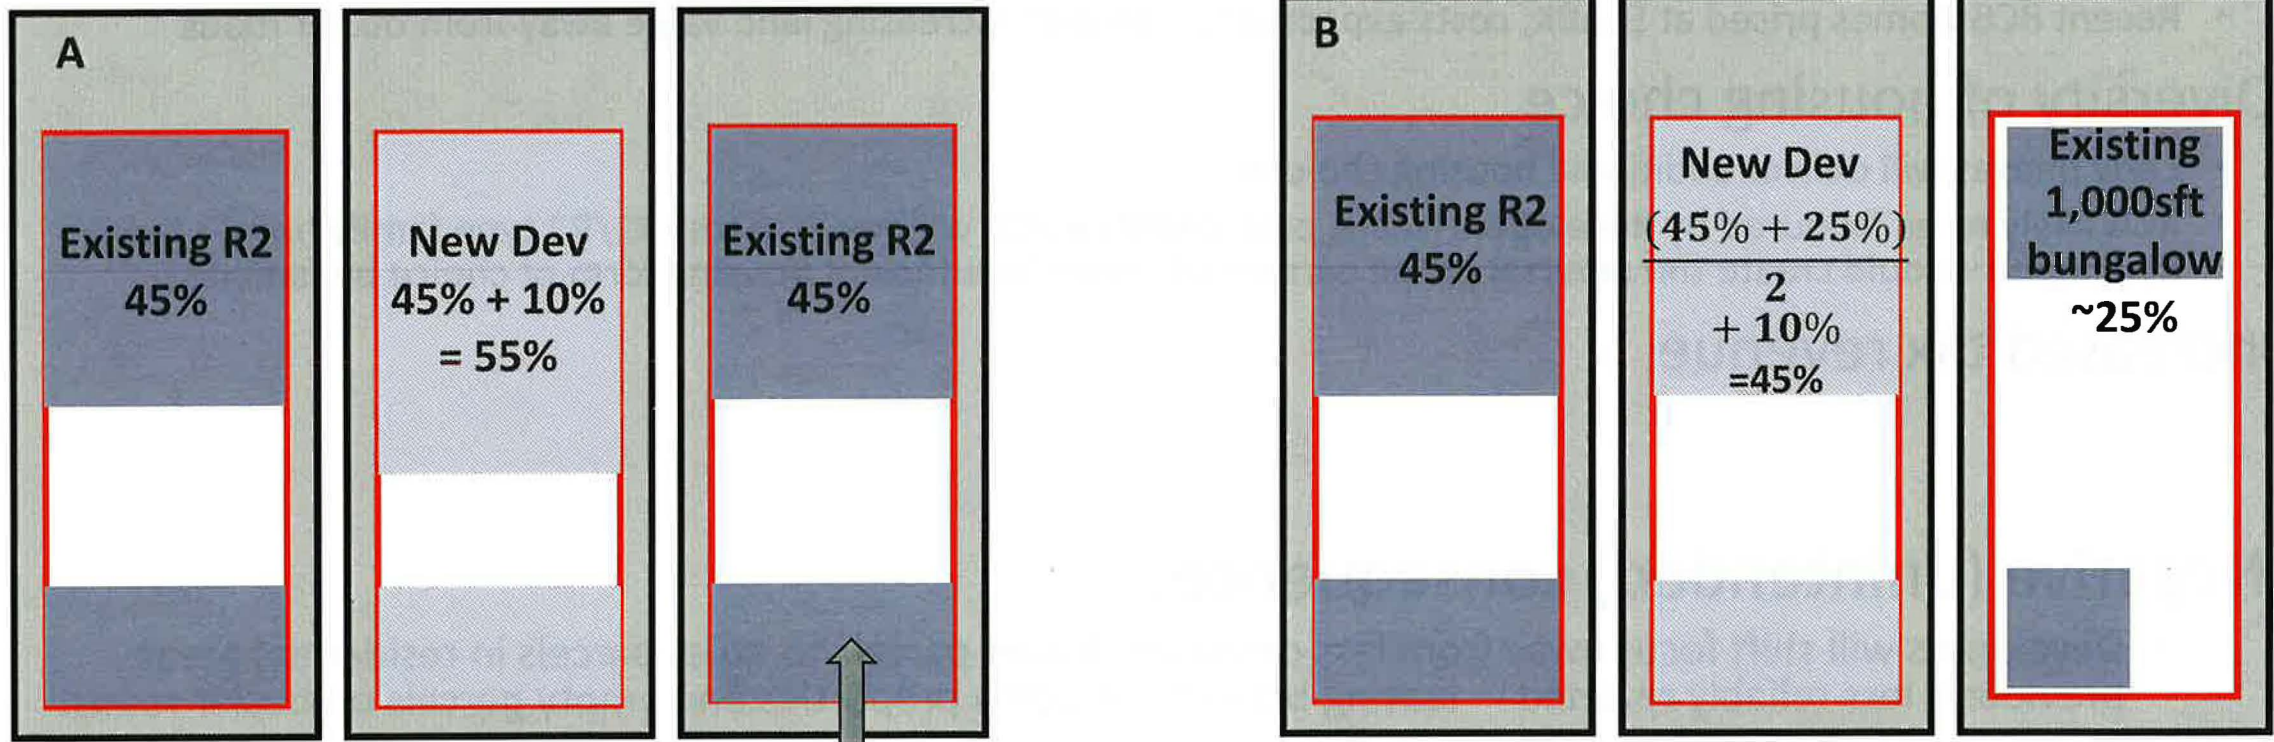 A
Existing R2
45%
New Dev
45% + 10%
= 55%
Existing R2
45%
B
Existing R2
45%
New Dev
(45% + 25%)
2
+ 10%
=45%
Existing
1,000sft
bungalow
~25%